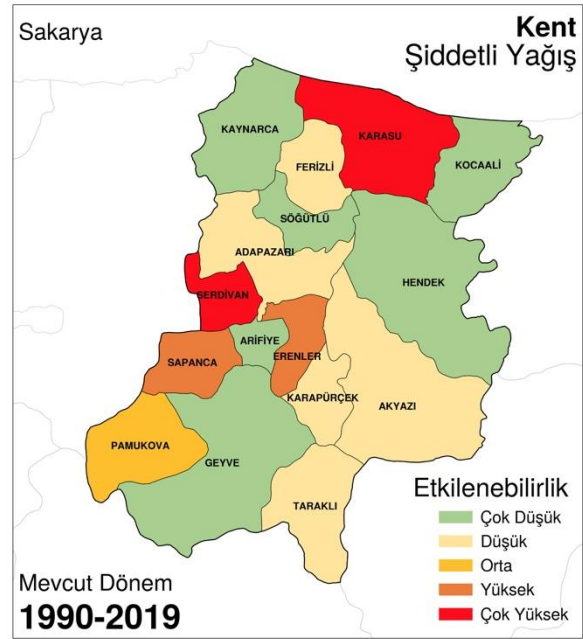 Sakarya
Kent
Şiddetli Yağış
KAYNARCA
KARASU
FERİZLİ
KOCAALİ
SÖĞÜTLÜ
ADAPAZARI
HENDEK
SERDİVAN
ARİFİYE
ERENLER
SAPANCA
KARAPÜRÇEK
AKYAZI
PAMUKOVA
GEYVE
TARAKLI
Etkilenebilirlik
Çok Düşük
Düşük
Orta
Yüksek
Çok Yüksek
Mevcut Dönem
1990-2019